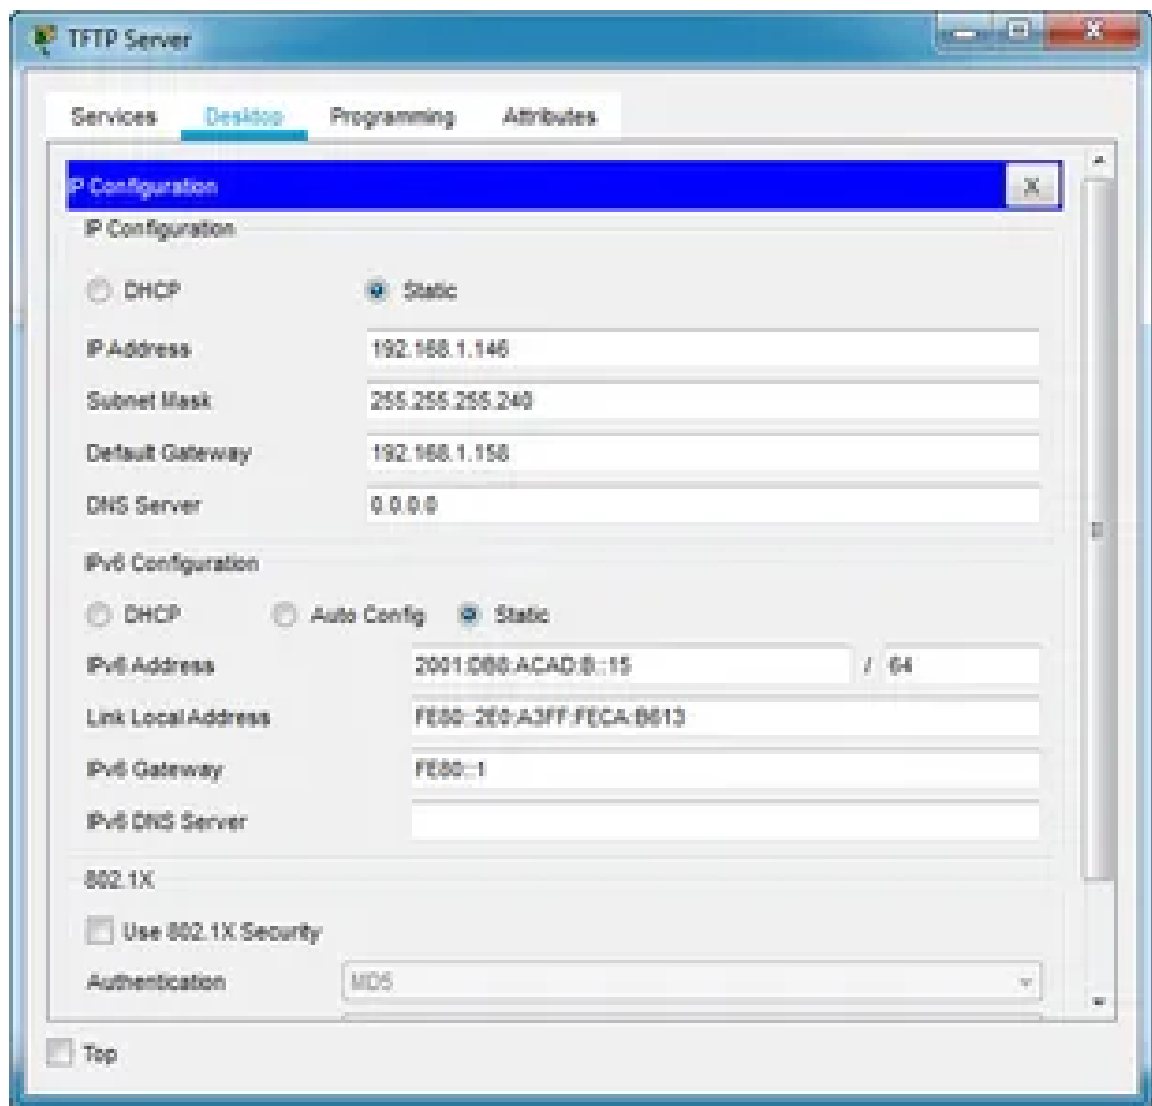 TFTP Server
Services Desktop Programming Attributes
IP Configuration
X
IP Configuration
DHCP Static
IP Address 192.168.1.146
Subnet Mask 255.255.255.240
Default Gateway 192.168.1.158
DNS Server 0.0.0.0
IPv6 Configuration
DHCP Auto Config Static
IPv6 Address 2001:DB8:ACAD:B::15 / 64
Link Local Address FE80::2E0:A3FF:FECA:B613
IPv6 Gateway FE80::1
IPv6 DNS Server
802.1X
Use 802.1X Security
Authentication MD5
Top